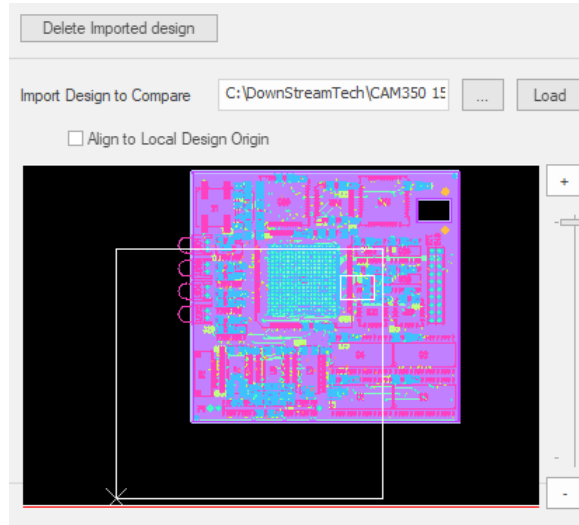 Delete Imported design
Import Design to Compare
C:\DownStreamTech\CAM350 15
...
Load
Align to Local Design Origin
+
-